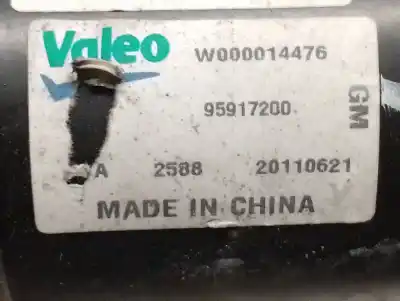 Valeo
W000014476
95917200
GM
A 2588 20110621
MADE IN CHINA